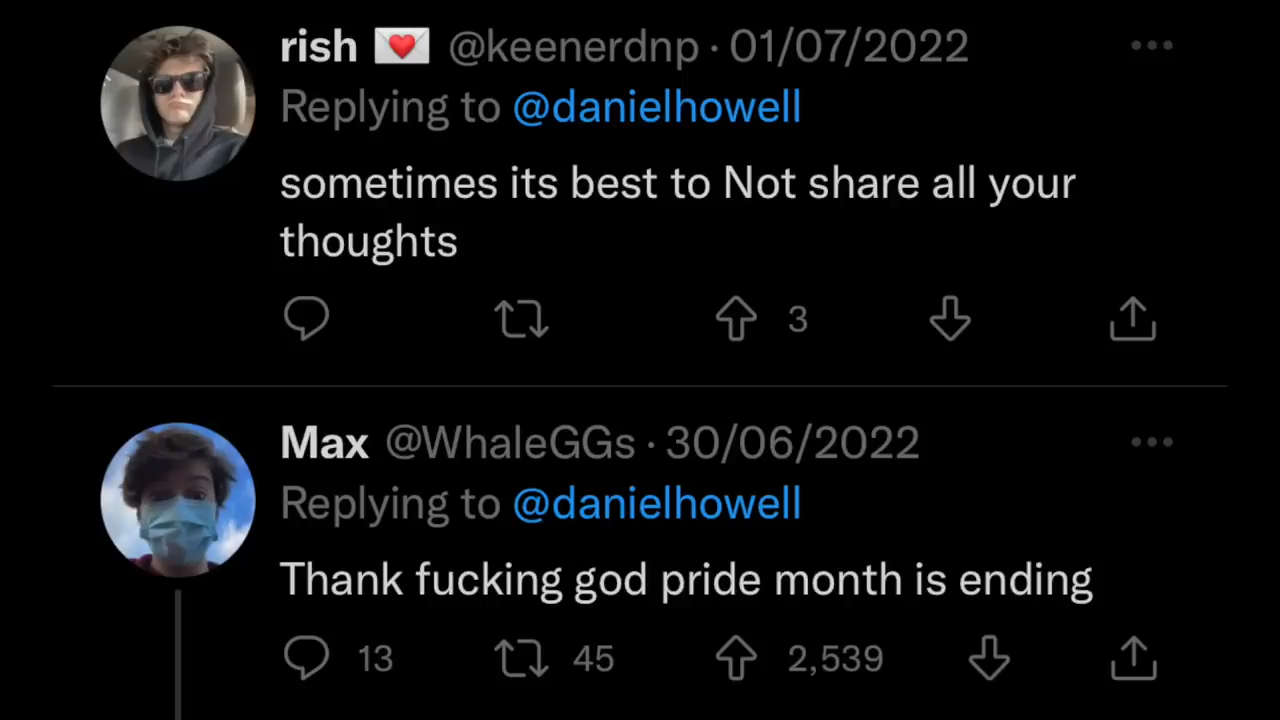 rish 💌 @keenerdnp · 01/07/2022
Replying to @danielhowell
sometimes its best to Not share all your
thoughts
3
Max @WhaleGGs · 30/06/2022
Replying to @danielhowell
Thank fucking god pride month is ending
13 45 2,539